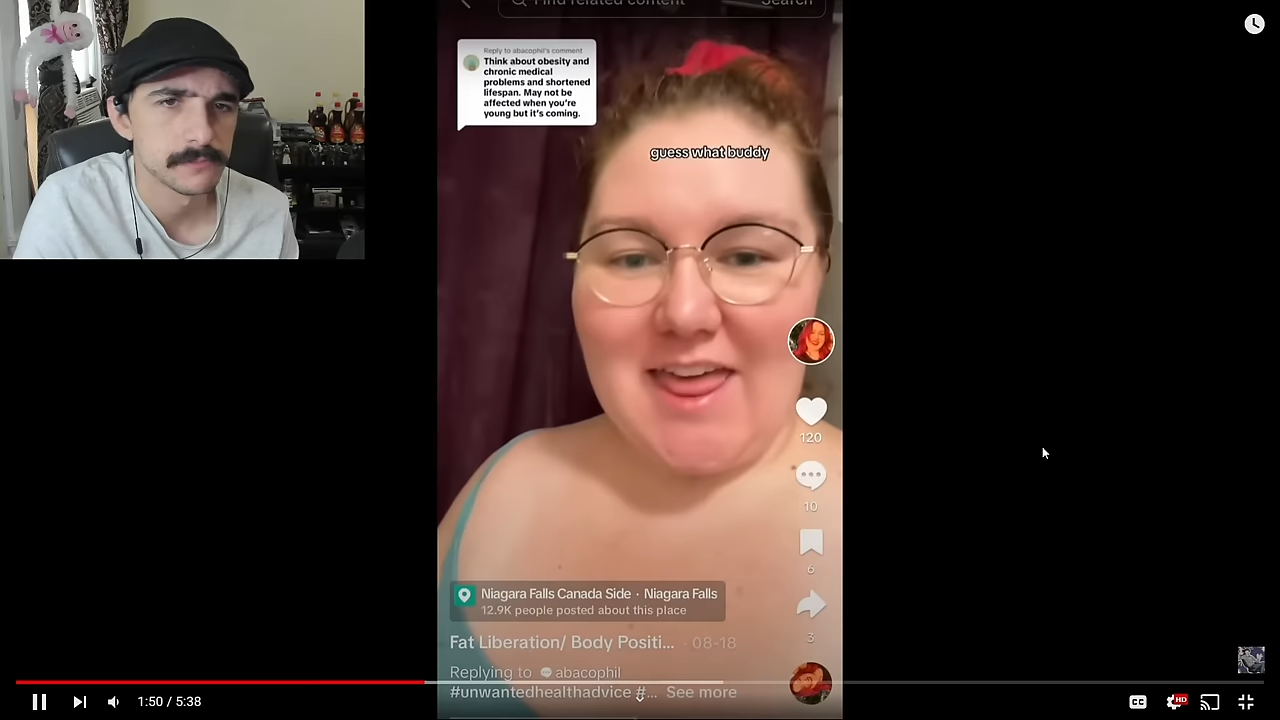 Find related content
Search
Reply to abacophil's comment
Think about obesity and
chronic medical
problems and shortened
lifespan. May not be
affected when you're
young but it's coming.
guess what buddy
120
10
6
3
Niagara Falls Canada Side · Niagara Falls
12.9K people posted about this place
Fat Liberation/ Body Positi... · 08-18
Replying to abacophil
#unwantedhealthadvice #... See more
1:50 / 5:38
CC
HD